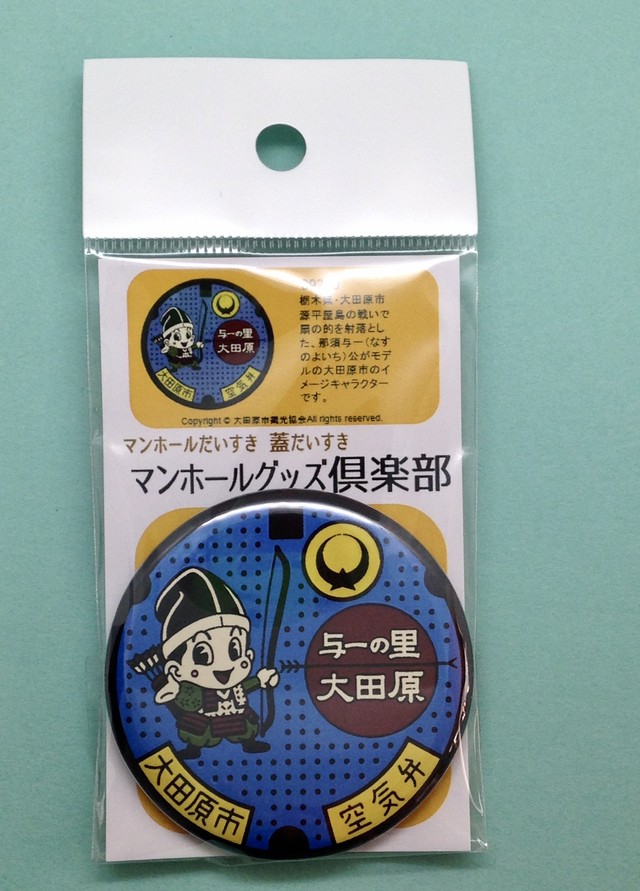 与一の里
大田原
大田原市
空気弁
栃木県・大田原市
源平屋島の戦いで
扇の的を射落とし
た、那須与一（なす
のよいち）公がモデ
ルの大田原市のイ
メージキャラクター
です。
Copyright © 大田原市観光協会All rights reserved.
マンホールだいすき 蓋だいすき
マンホールグッズ倶楽部
与一の里
大田原
大田原市
空気弁